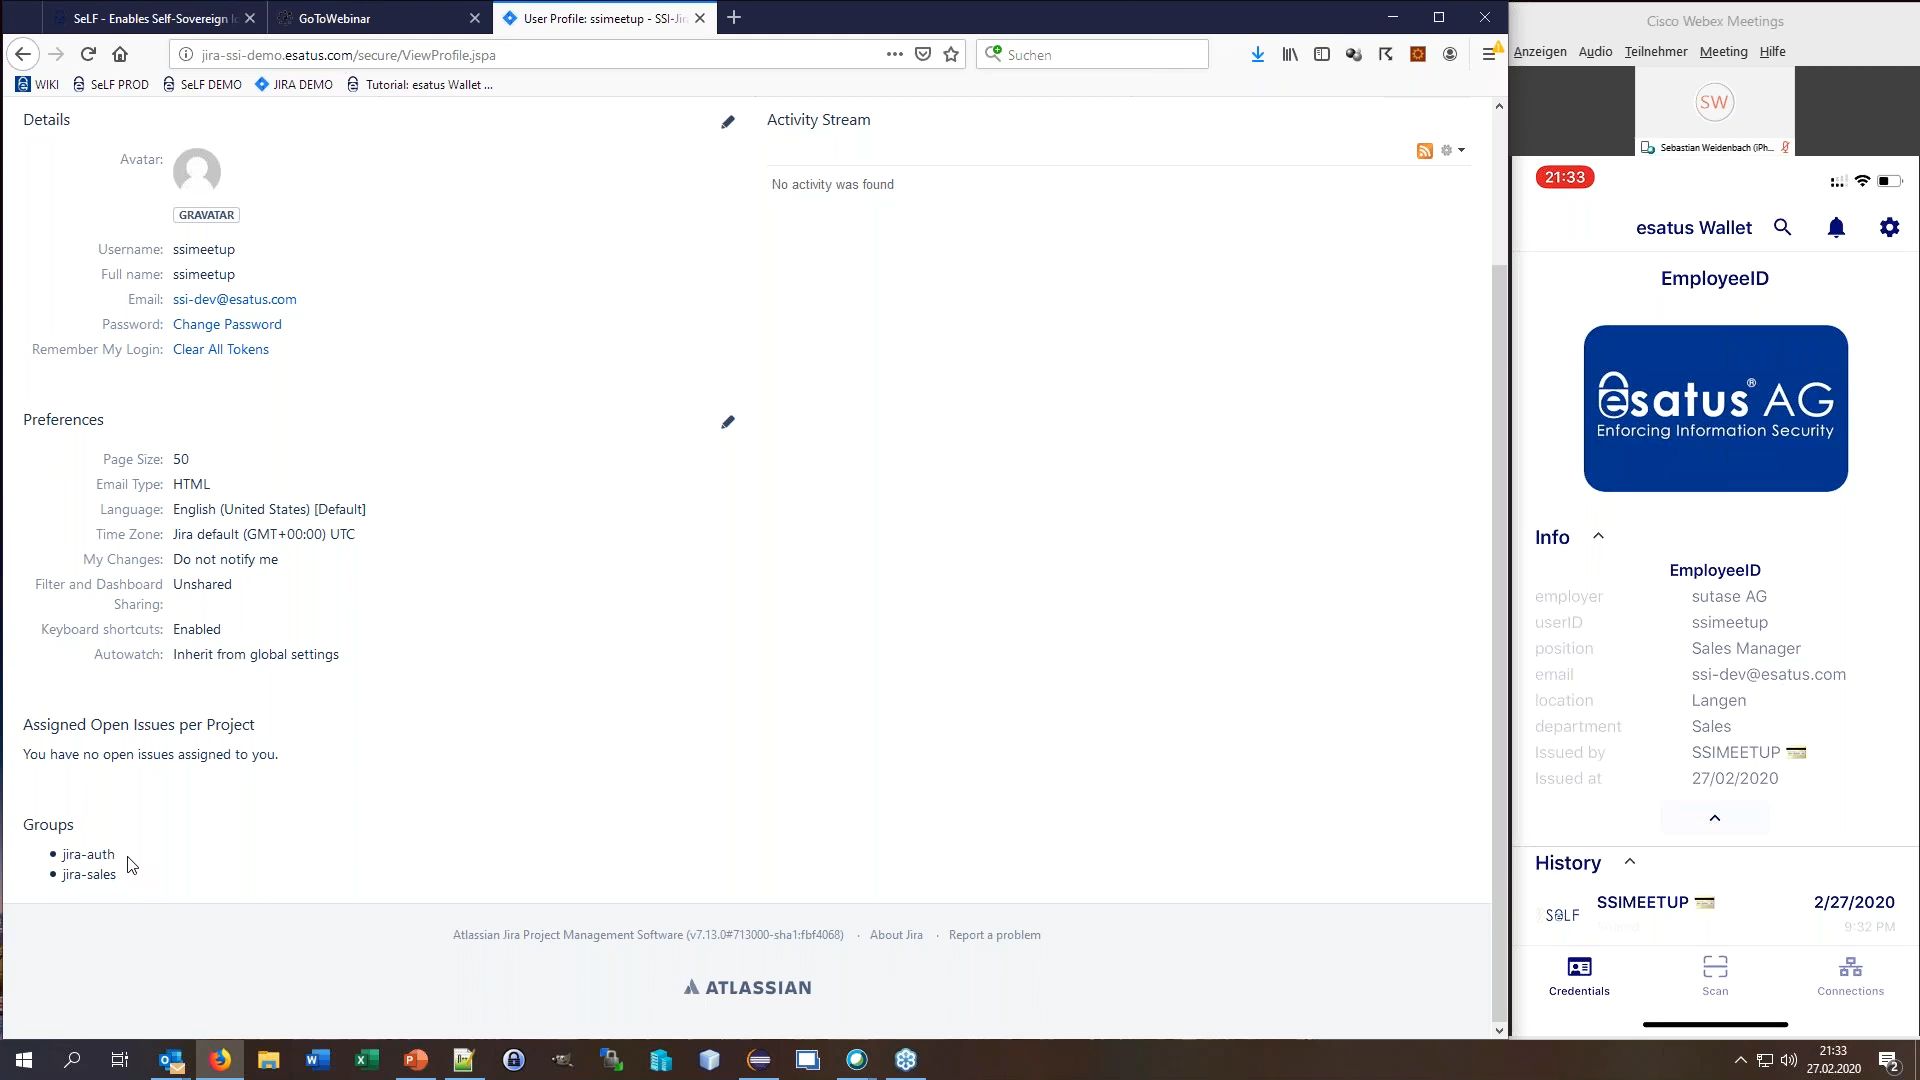 SeLF - Enables Self-Sovereign
GoToWebinar
User Profile: ssimeetup - SSI-Jir
jira-ssi-demo.esatus.com/secure/ViewProfile.jspa
Suchen
WIKI
SeLF PROD
SeLF DEMO
JIRA DEMO
Tutorial: esatus Wallet ...
Details
Avatar:
GRAVATAR
Username: ssimeetup
Full name: ssimeetup
Email: ssi-dev@esatus.com
Password: Change Password
Remember My Login: Clear All Tokens
Preferences
Page Size: 50
Email Type: HTML
Language: English (United States) [Default]
Time Zone: Jira default (GMT+00:00) UTC
My Changes: Do not notify me
Filter and Dashboard Unshared
Sharing:
Keyboard shortcuts: Enabled
Autowatch: Inherit from global settings
Assigned Open Issues per Project
You have no open issues assigned to you.
Groups
jira-auth
jira-sales
Activity Stream
No activity was found
Atlassian Jira Project Management Software (v7.13.0#713000-sha1:fbf4068) · About Jira · Report a problem
ATLASSIAN
Cisco Webex Meetings
Anzeigen Audio Teilnehmer Meeting Hilfe
SW
Sebastian Weidenbach (iPh...
21:33
esatus Wallet
EmployeeID
esatus® AG
Enforcing Information Security
Info
EmployeeID
employer sutase AG
userID ssimeetup
position Sales Manager
email ssi-dev@esatus.com
location Langen
department Sales
Issued by SSIMEETUP
Issued at 27/02/2020
History
SELF
SSIMEETUP 2/27/2020
9:32 PM
Credentials Scan Connections
21:33
27.02.2020
2